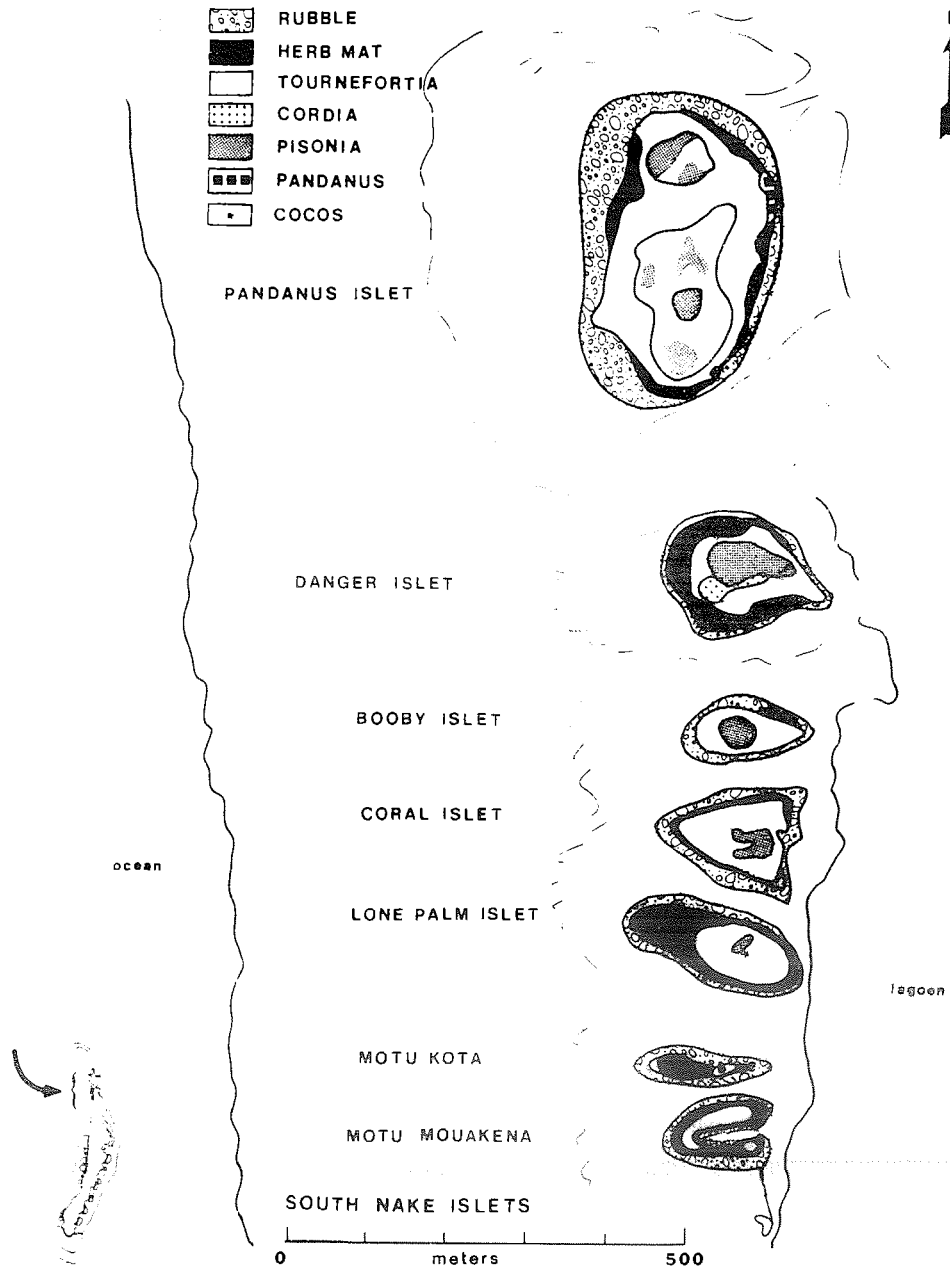 RUBBLE
HERB MAT
TOURNEFORTIA
CORDIA
PISONIA
PANDANUS
COCOS
PANDANUS ISLET
DANGER ISLET
BOOBY ISLET
CORAL ISLET
ocean
LONE PALM ISLET
lagoon
MOTU KOTA
MOTU MOUAKENA
SOUTH NAKE ISLETS
0 meters 500